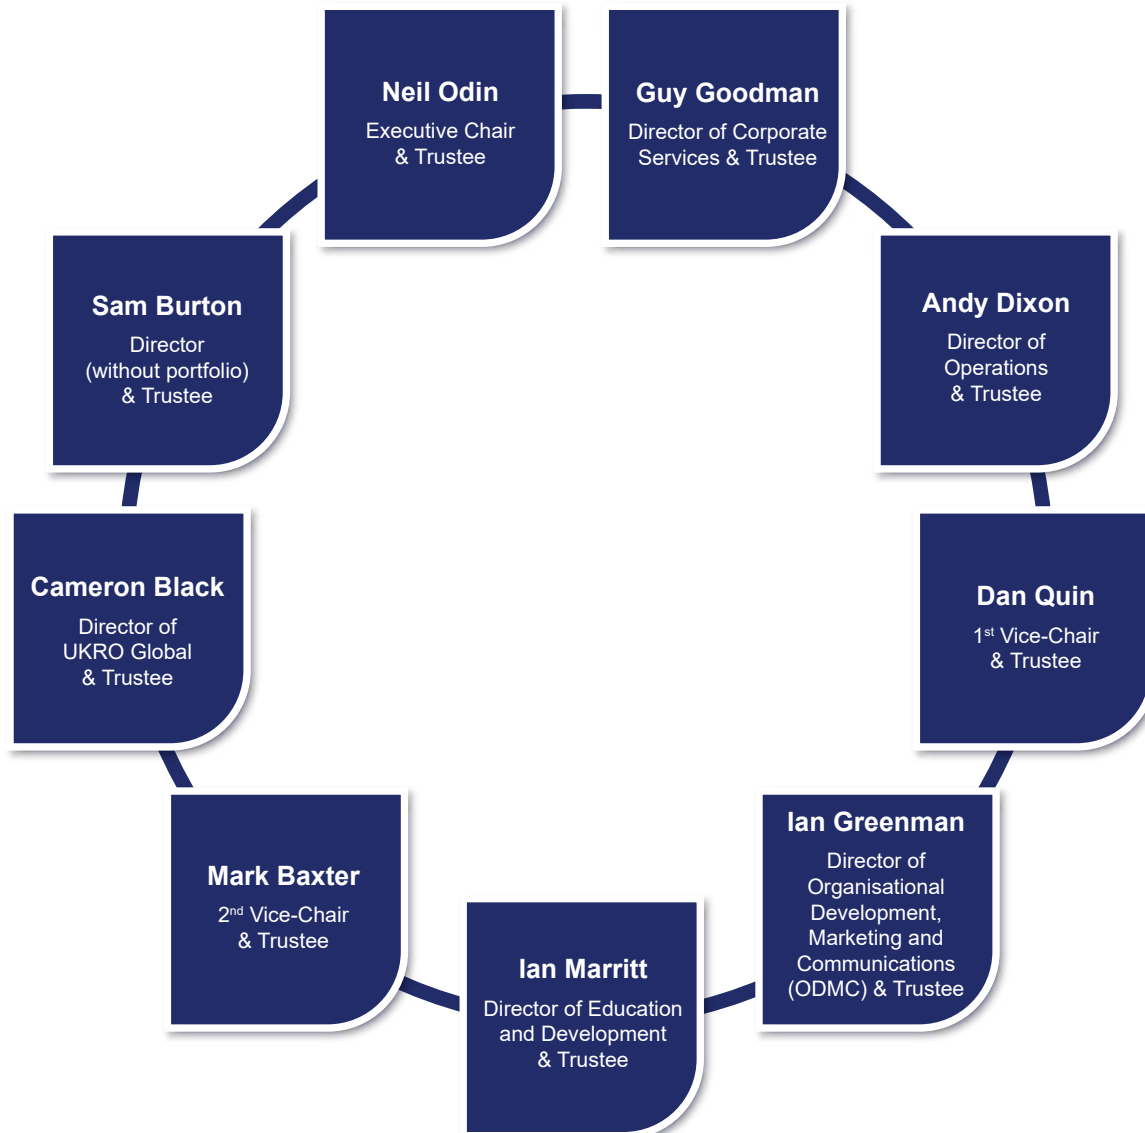 Neil Odin
Executive Chair
& Trustee
Guy Goodman
Director of Corporate
Services & Trustee
Sam Burton
Director
(without portfolio)
& Trustee
Andy Dixon
Director of
Operations
& Trustee
Cameron Black
Director of
UKRO Global
& Trustee
Dan Quin
1st Vice-Chair
& Trustee
Mark Baxter
2nd Vice-Chair
& Trustee
Ian Greenman
Director of
Organisational
Development,
Marketing and
Communications
(ODMC) & Trustee
Ian Marritt
Director of Education
and Development
& Trustee